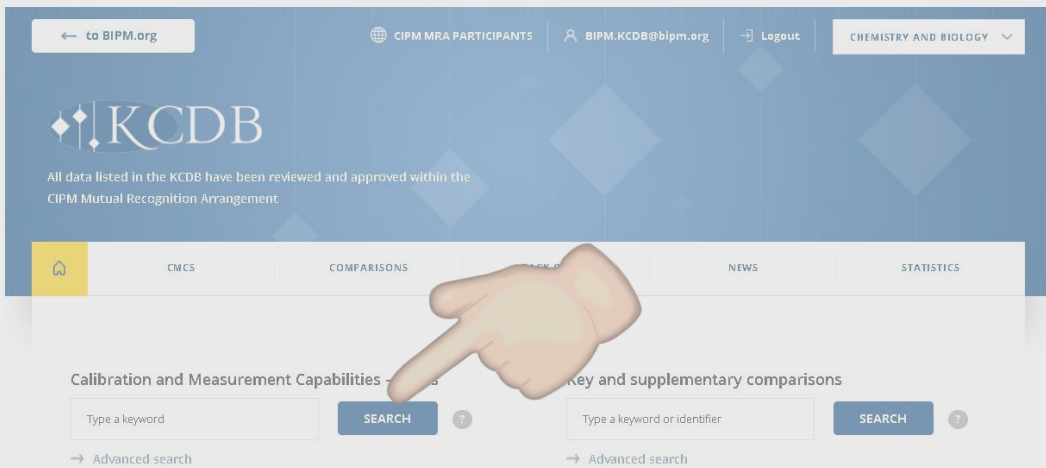 ← to BIPM.org
CIPM MRA PARTICIPANTS
BIPM.KCDB@bipm.org
Logout
CHEMISTRY AND BIOLOGY
KCDB
All data listed in the KCDB have been reviewed and approved within the
CIPM Mutual Recognition Arrangement
CMCS
COMPARISONS
NEWS
STATISTICS
Calibration and Measurement Capabilities -
Key and supplementary comparisons
Type a keyword
SEARCH
?
Type a keyword or identifier
SEARCH
?
→ Advanced search
→ Advanced search